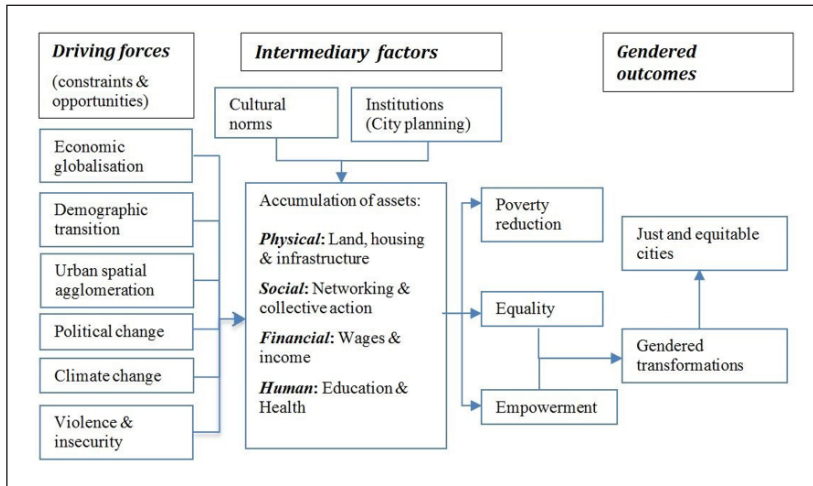 Driving forces
(constraints &
opportunities)
Economic
globalisation
Demographic
transition
Urban spatial
agglomeration
Political change
Climate change
Violence &
insecurity
Intermediary factors
Cultural
norms
Institutions
(City planning)
Accumulation of assets:
Physical: Land, housing
& infrastructure
Social: Networking &
collective action
Financial: Wages &
income
Human: Education &
Health
Gendered
outcomes
Poverty
reduction
Equality
Empowerment
Just and equitable
cities
Gendered
transformations